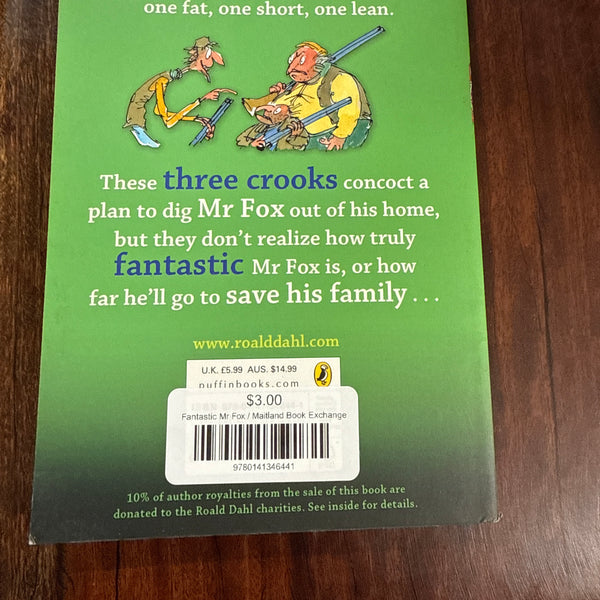 one fat, one short, one lean.
These three crooks concoct a
plan to dig Mr Fox out of his home,
but they don't realize how truly
fantastic Mr Fox is, or how
far he'll go to save his family ...
www.roalddahl.com
U.K. £5.99 AUS. $14.99
puffinbooks.com
$3.00
Fantastic Mr Fox / Maitland Book Exchange
9780141346441
10% of author royalties from the sale of this book are
donated to the Roald Dahl charities. See inside for details.